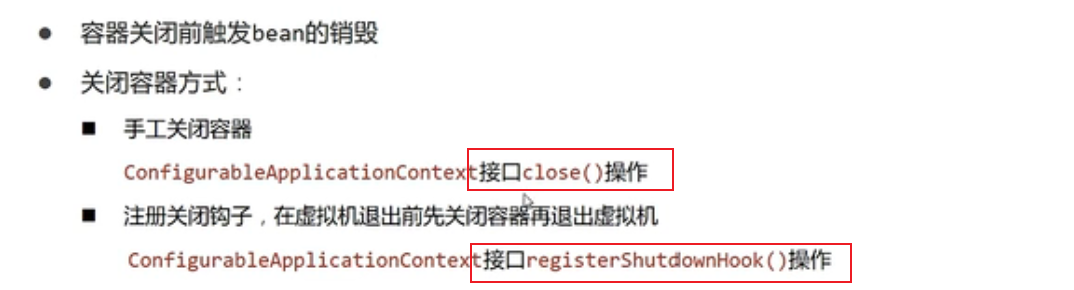 ● 容器关闭前触发bean的销毁
● 关闭容器方式：
■ 手工关闭容器
ConfigurableApplicationContext接口close()操作
■ 注册关闭钩子，在虚拟机退出前先关闭容器再退出虚拟机
ConfigurableApplicationContext接口registerShutdownHook()操作